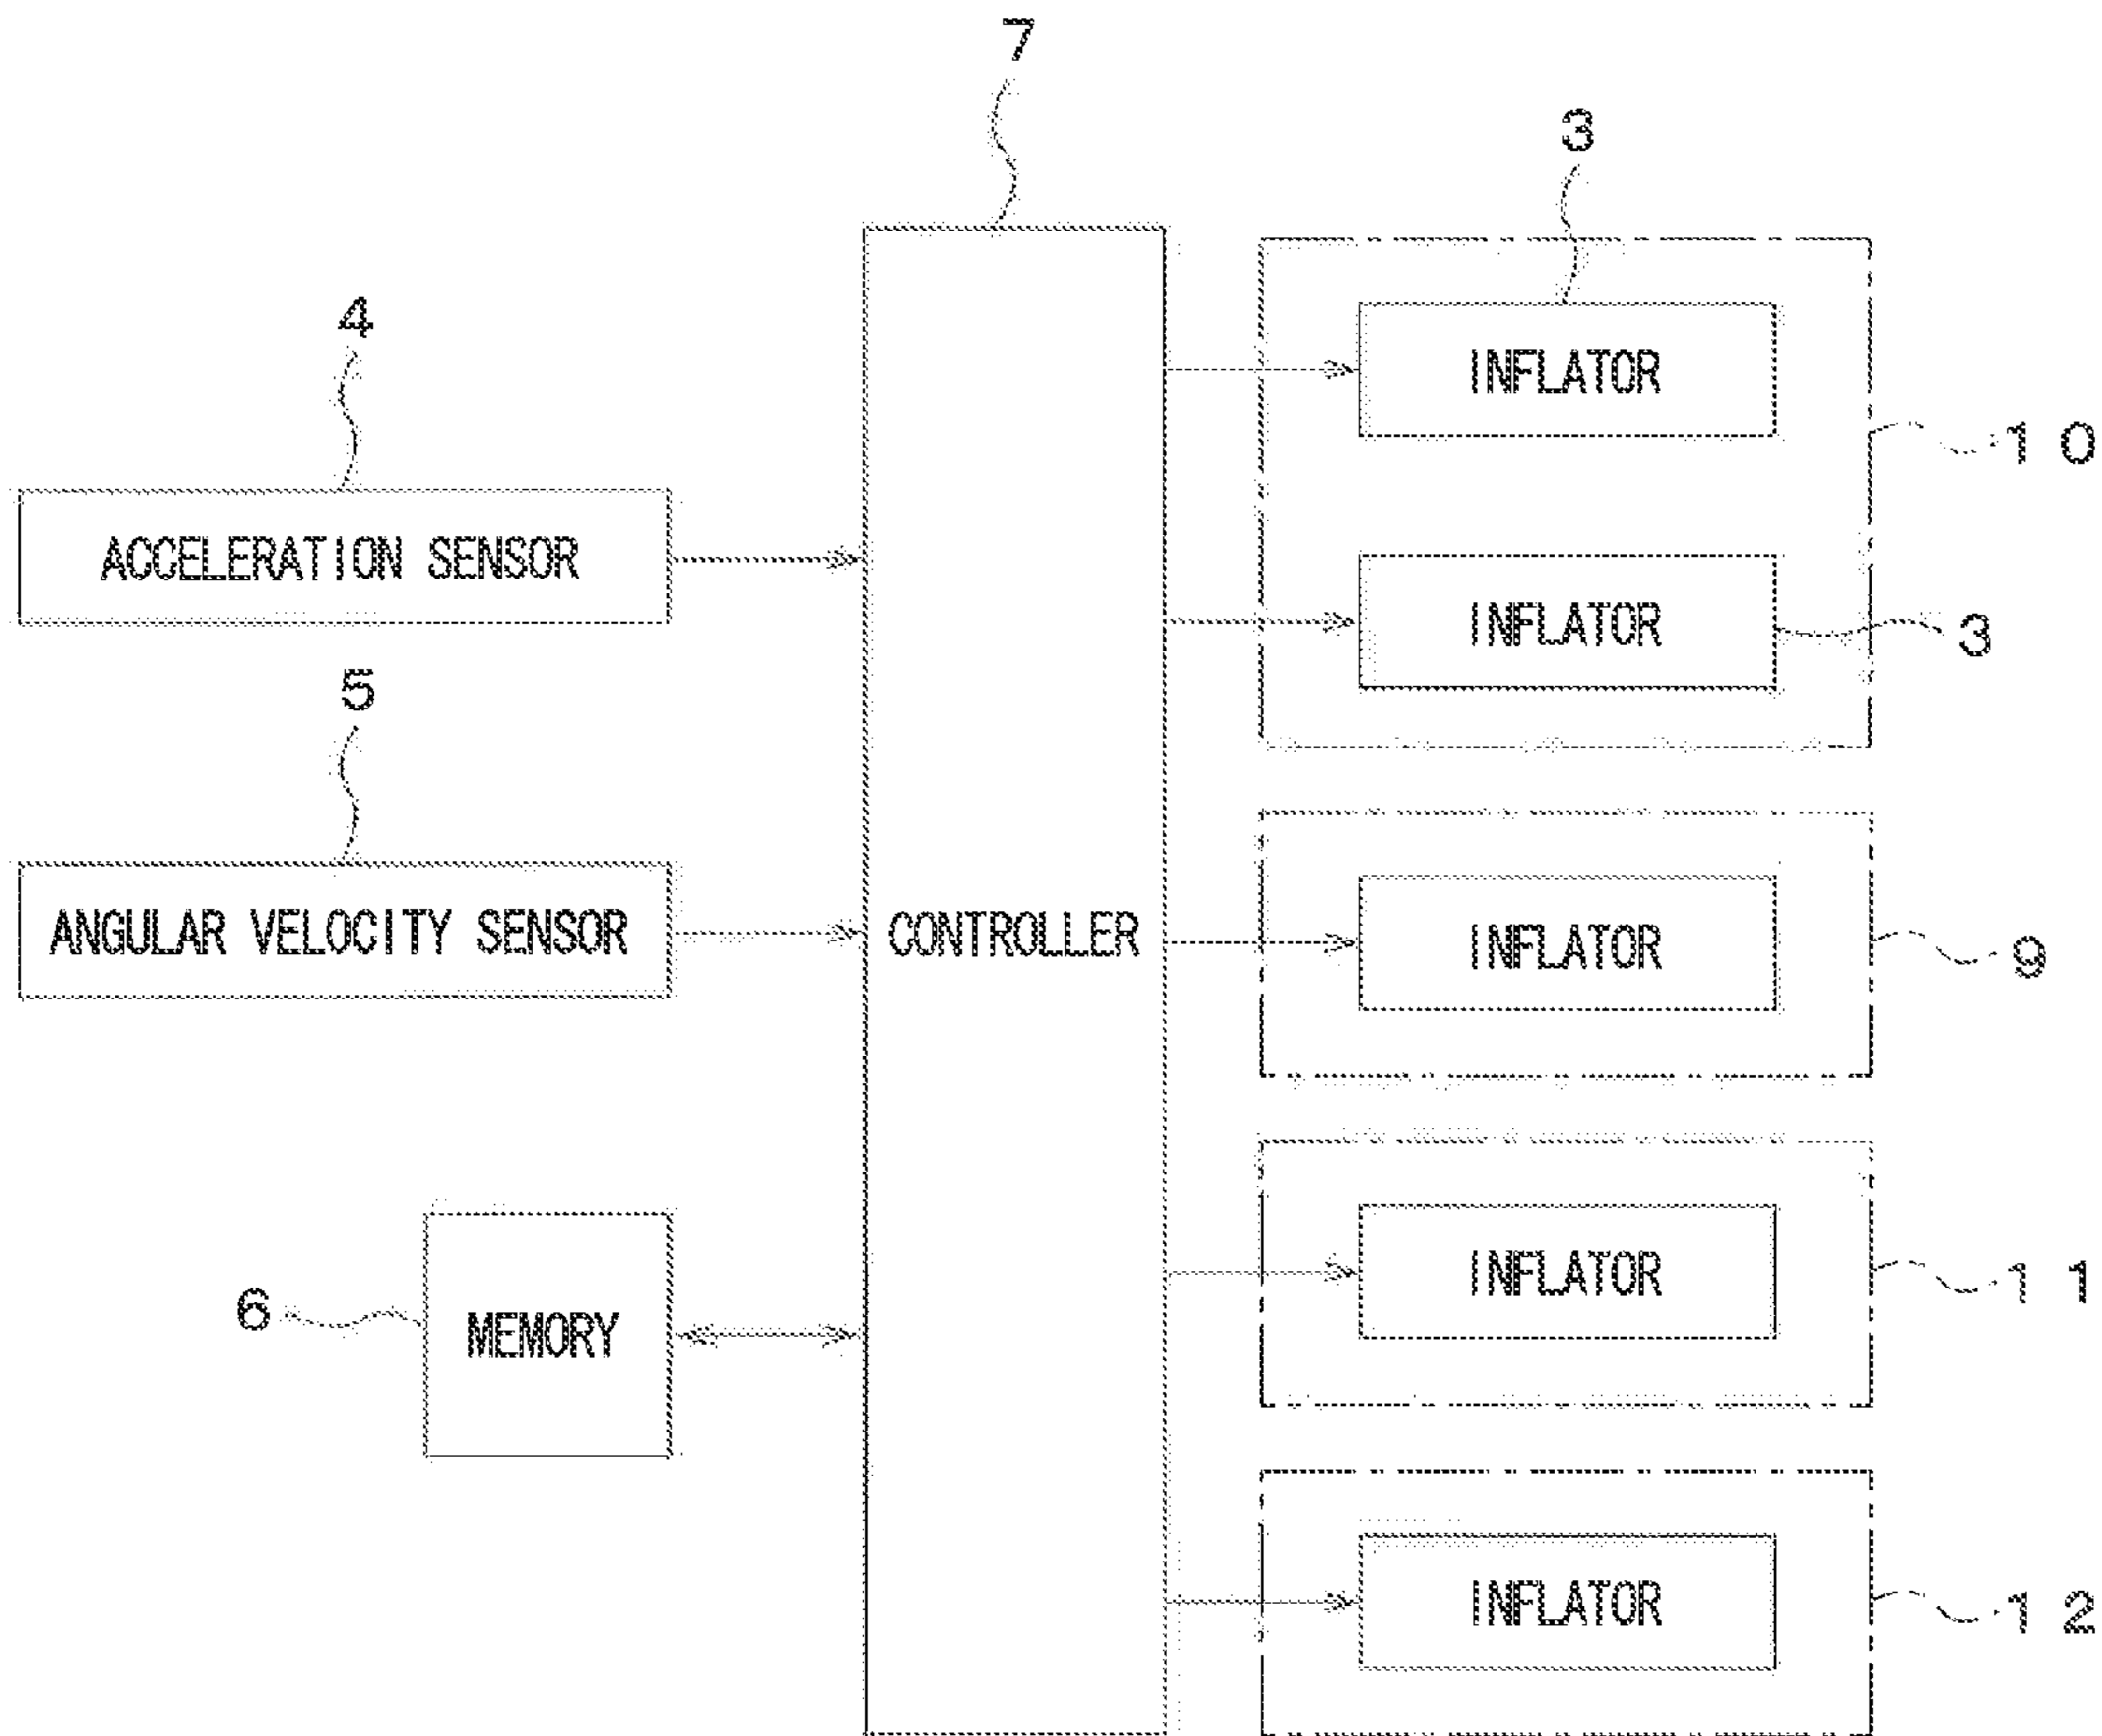 7
3
INFLATOR
10
4
ACCELERATION SENSOR
INFLATOR
3
5
ANGULAR VELOCITY SENSOR
CONTROLLER
INFLATOR
9
6
MEMORY
INFLATOR
11
INFLATOR
12